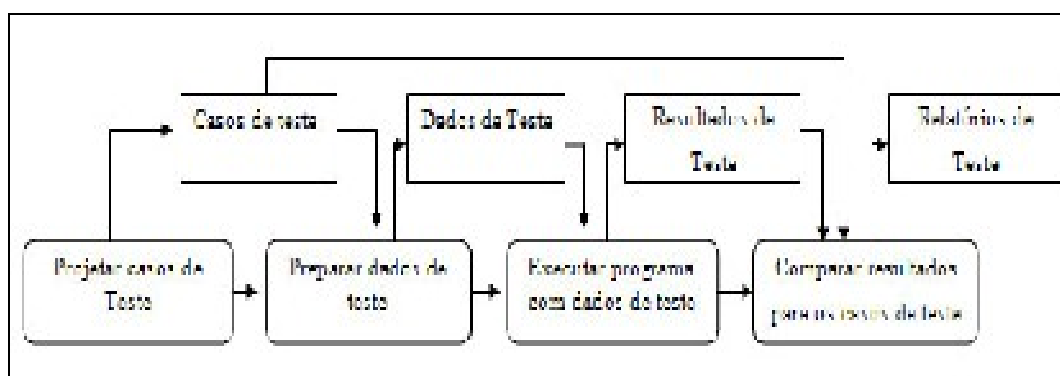 Casos de teste
Dados de Teste
Resultados de
Teste
Relatórios de
Teste
Projetar casos de
Teste
Preparar dados de
teste
Executar programa
com dados de teste
Comparar resultados
para os casos de teste